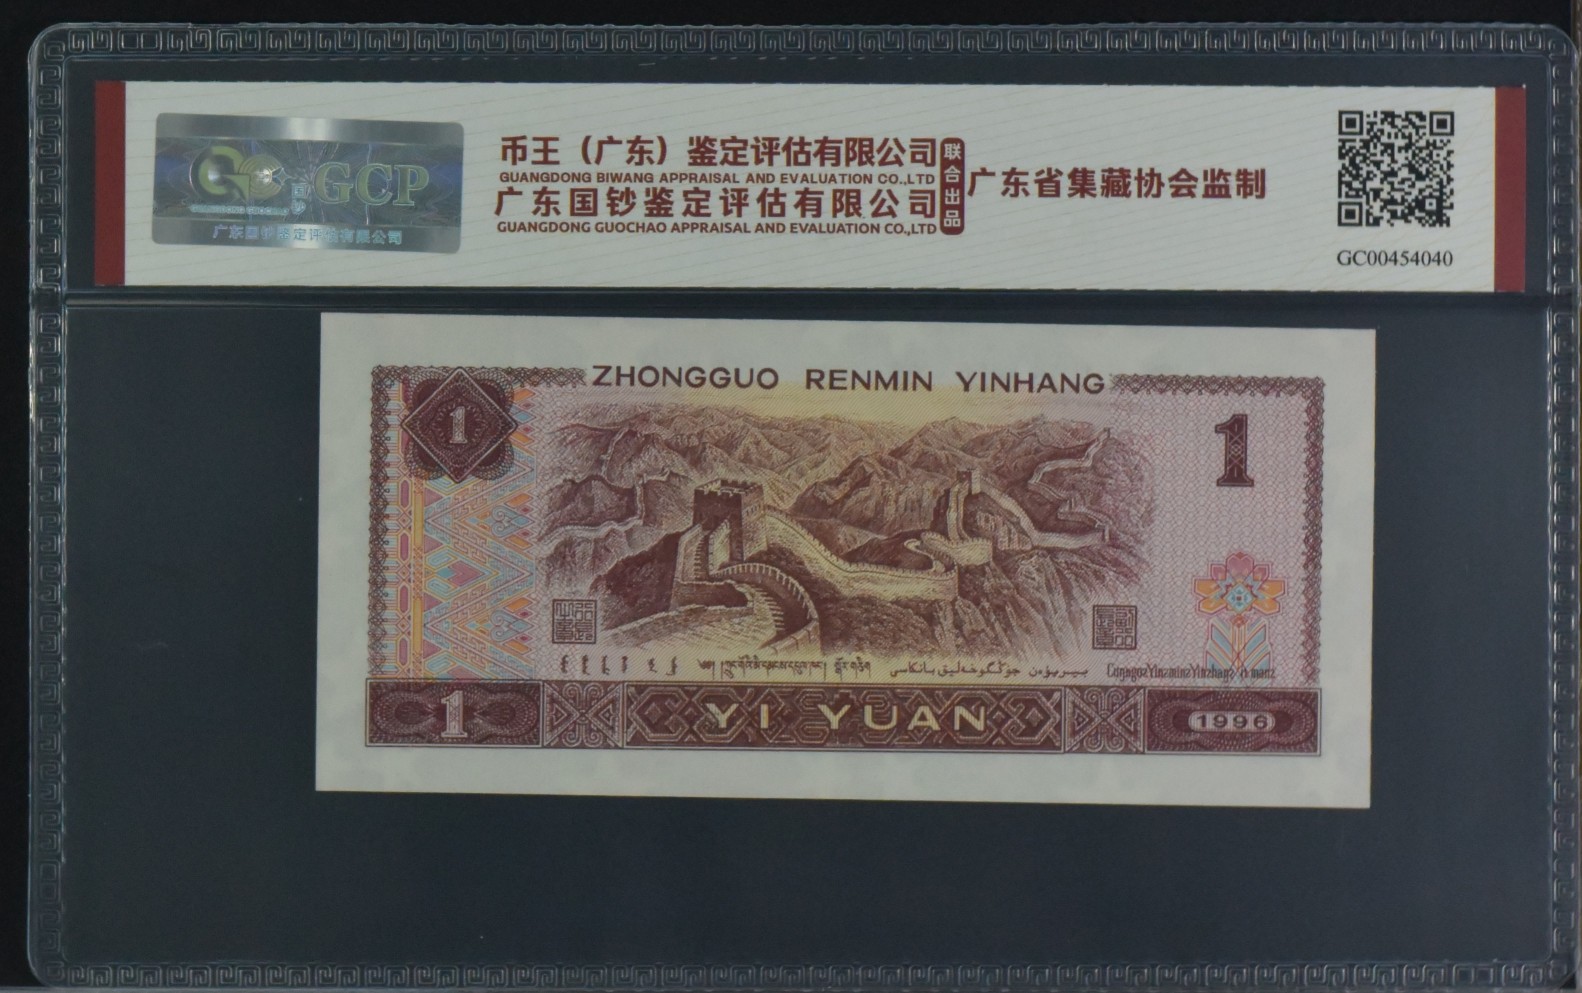 GCP
国钞
广东国钞鉴定评估有限公司
币王（广东）鉴定评估有限公司
GUANGDONG BIWANG APPRAISAL AND EVALUATION CO.,LTD
广东国钞鉴定评估有限公司
GUANGDONG GUOCHAO APPRAISAL AND EVALUATION CO.,LTD
联合出品
广东省集藏协会监制
GC00454040
ZHONGGUO RENMIN YINHANG
1
1
1
YI YUAN
1996